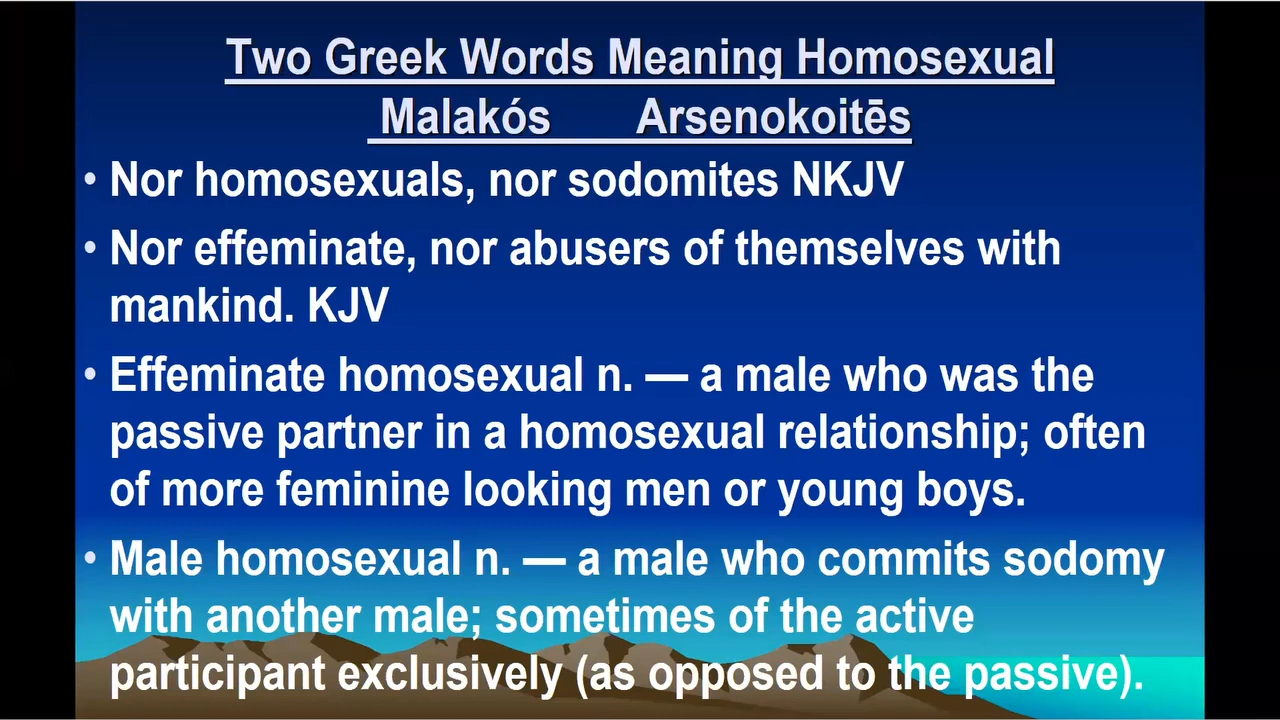 Two Greek Words Meaning Homosexual
Malakós Arsenokoitēs
• Nor homosexuals, nor sodomites NKJV
• Nor effeminate, nor abusers of themselves with
mankind. KJV
• Effeminate homosexual n. — a male who was the
passive partner in a homosexual relationship; often
of more feminine looking men or young boys.
• Male homosexual n. — a male who commits sodomy
with another male; sometimes of the active
participant exclusively (as opposed to the passive).